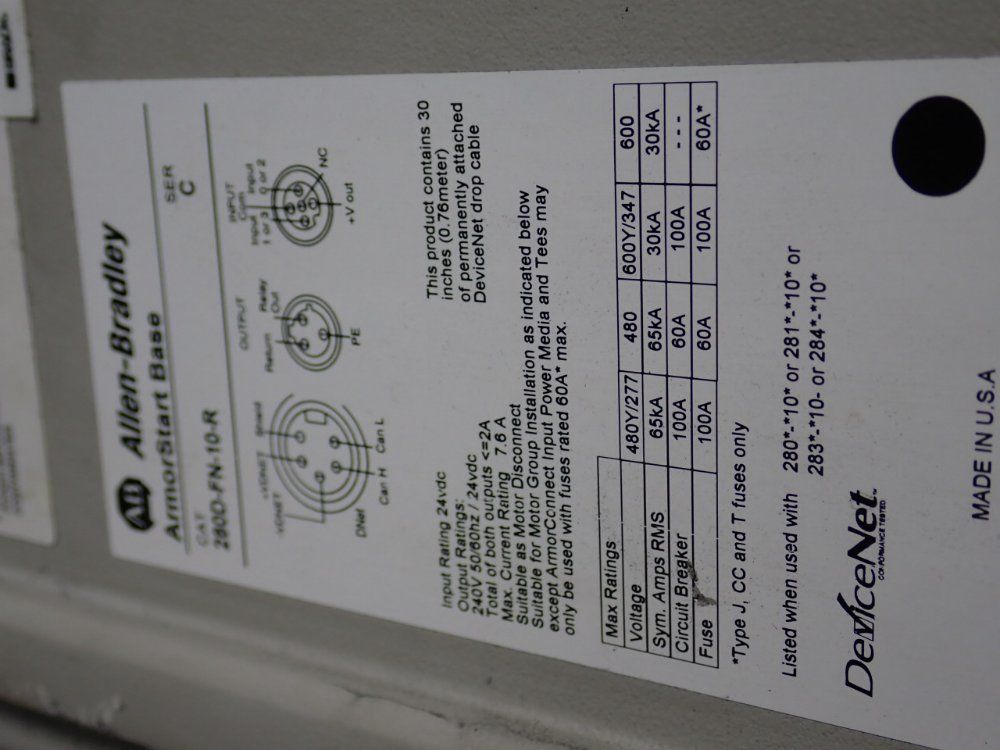 AB Allen-Bradley
ArmorStart Base
CAT SER
280D-FN-10-R C
OUTPUT INPUT
+VDNET Shield Return Relay Out Input 1 or 3 Com Input 0 or 2
-VDNET
NC
DNet Can H Can L PE +V out
Input Rating 24vdc
Output Ratings:
240V 50/60hz / 24vdc
Total of both outputs <=2A
Max. Current Rating 7.6 A
Suitable as Motor Disconnect
Suitable for Motor Group Installation as indicated below
except ArmorConnect Input Power Media and Tees may
only be used with fuses rated 60A* max.
This product contains 30
inches (0.76meter)
of permanently attached
DeviceNet drop cable
Max Ratings
Voltage 480Y/277 480 600Y/347 600
Sym. Amps RMS 65kA 65kA 30kA 30kA
Circuit Breaker 100A 60A 100A ---
Fuse 100A 60A 100A 60A*
*Type J, CC and T fuses only
Listed when used with 280*-*10* or 281*-*10* or
283*-*10- or 284*-*10*
DeviceNet™
CONFORMANCE TESTED
MADE IN U.S.A